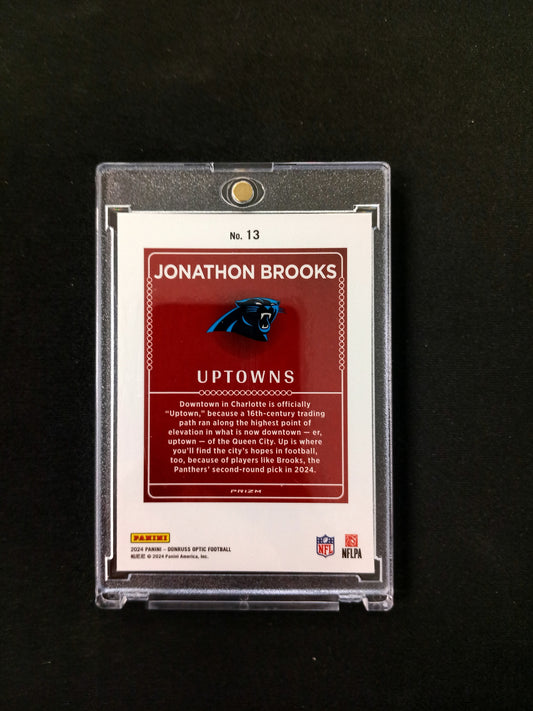 No. 13
JONATHON BROOKS
UPTOWNS
Downtown in Charlotte is officially
“Uptown,” because a 16th-century trading
path ran along the highest point of
elevation in what is now downtown — er,
uptown — of the Queen City. Up is where
you’ll find the city’s hopes in football,
too, because of players like Brooks, the
Panthers’ second-round pick in 2024.
PRIZM
PANINI
2024 PANINI – DONRUSS OPTIC FOOTBALL
© 2024 Panini America, Inc.
NFL
NFLPA